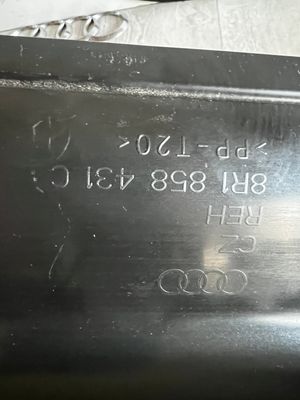 CZ
REH
8R1 858 431 C
>PP-T20<